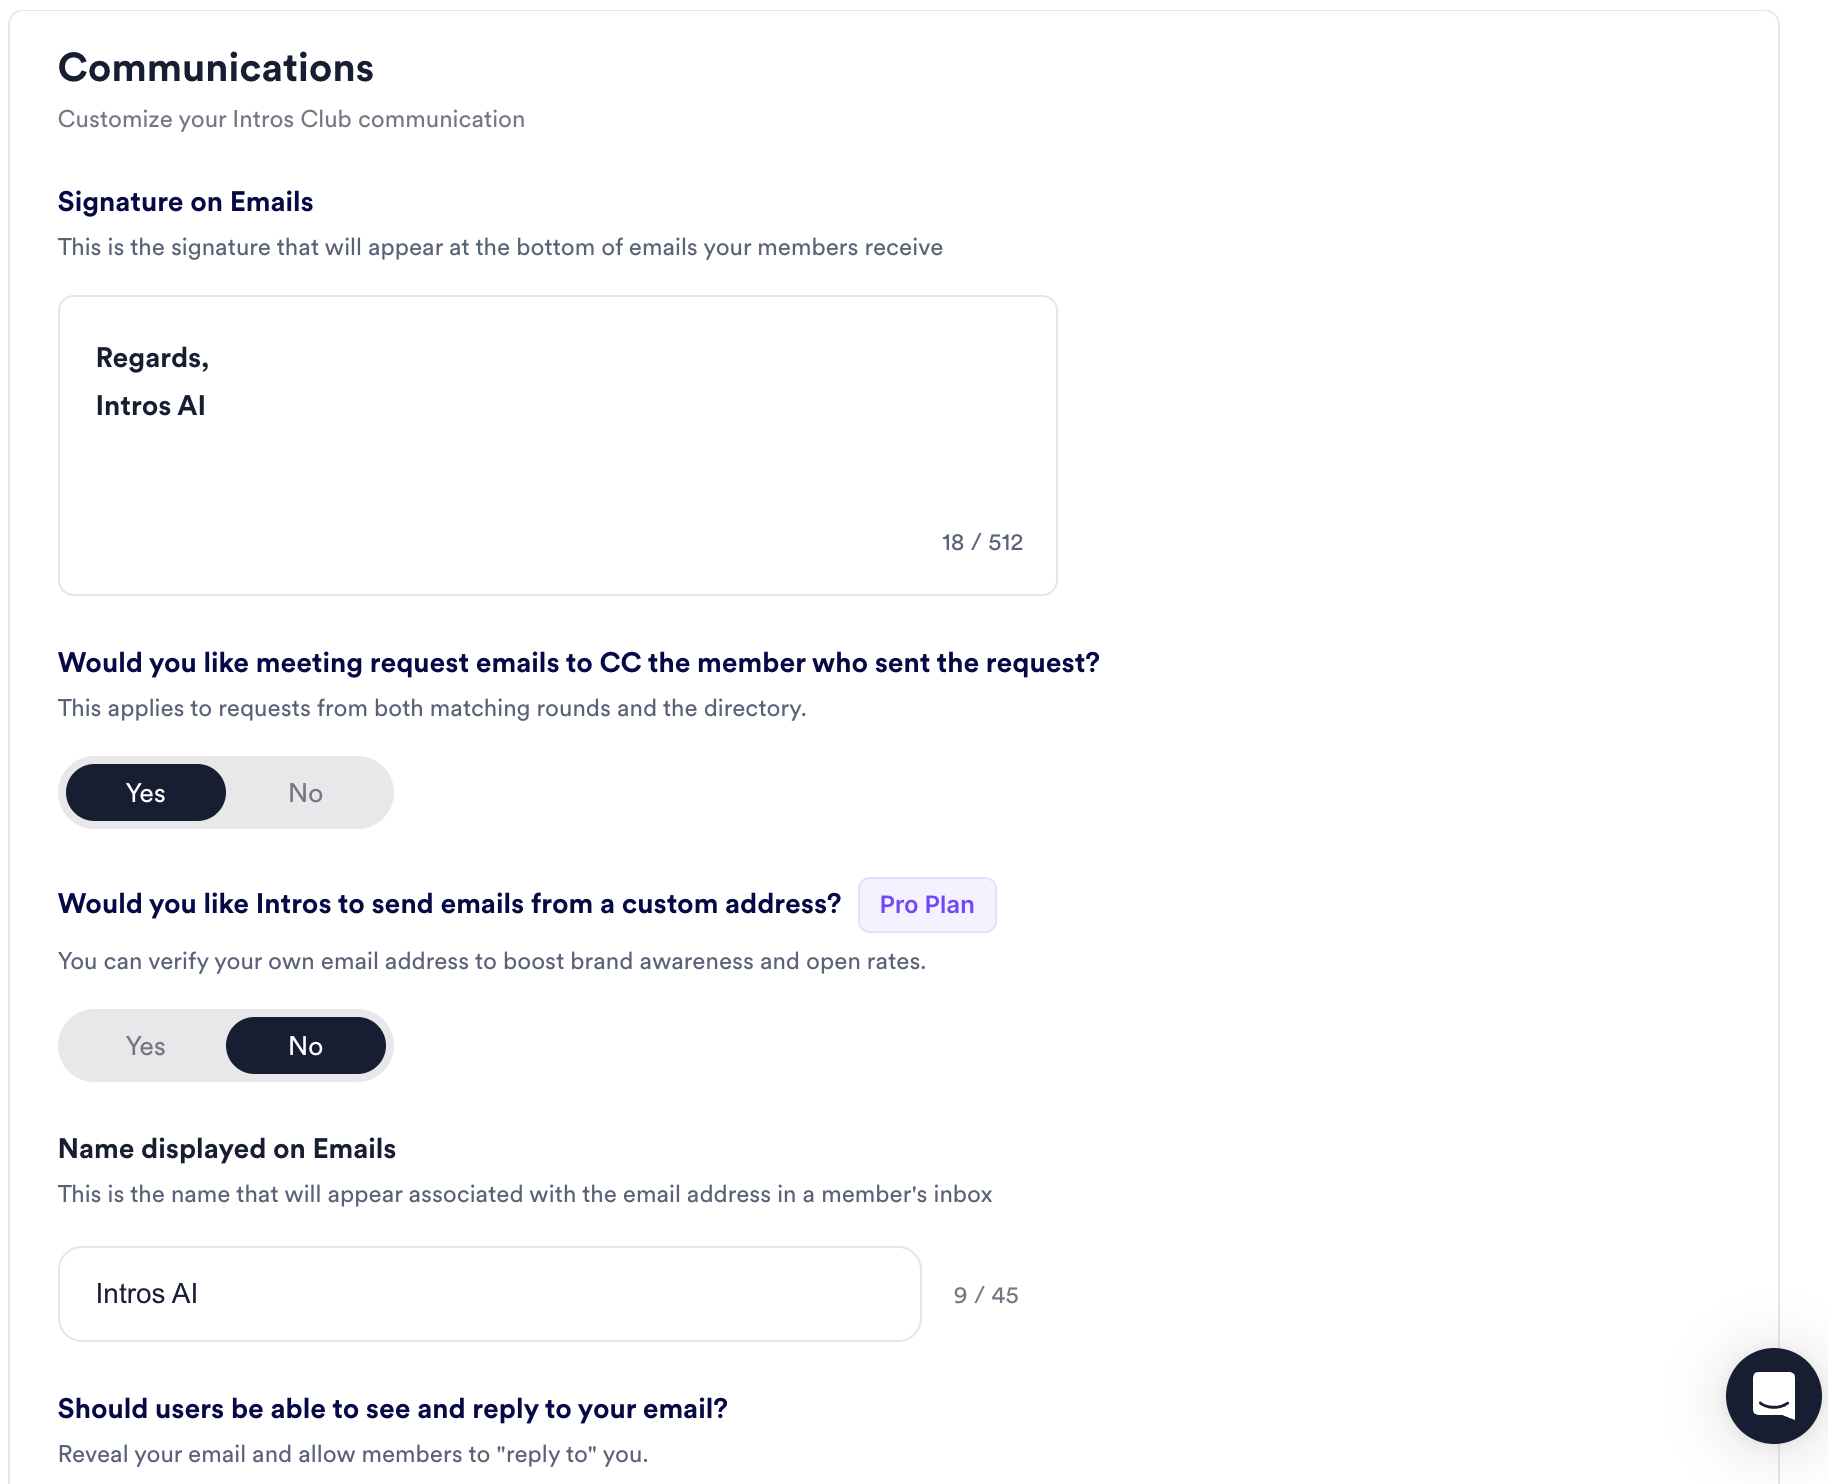 Communications
Customize your Intros Club communication
Signature on Emails
This is the signature that will appear at the bottom of emails your members receive
Regards,
Intros AI
18 / 512
Would you like meeting request emails to CC the member who sent the request?
This applies to requests from both matching rounds and the directory.
Yes No
Would you like Intros to send emails from a custom address? Pro Plan
You can verify your own email address to boost brand awareness and open rates.
Yes No
Name displayed on Emails
This is the name that will appear associated with the email address in a member's inbox
Intros AI 9 / 45
Should users be able to see and reply to your email?
Reveal your email and allow members to "reply to" you.